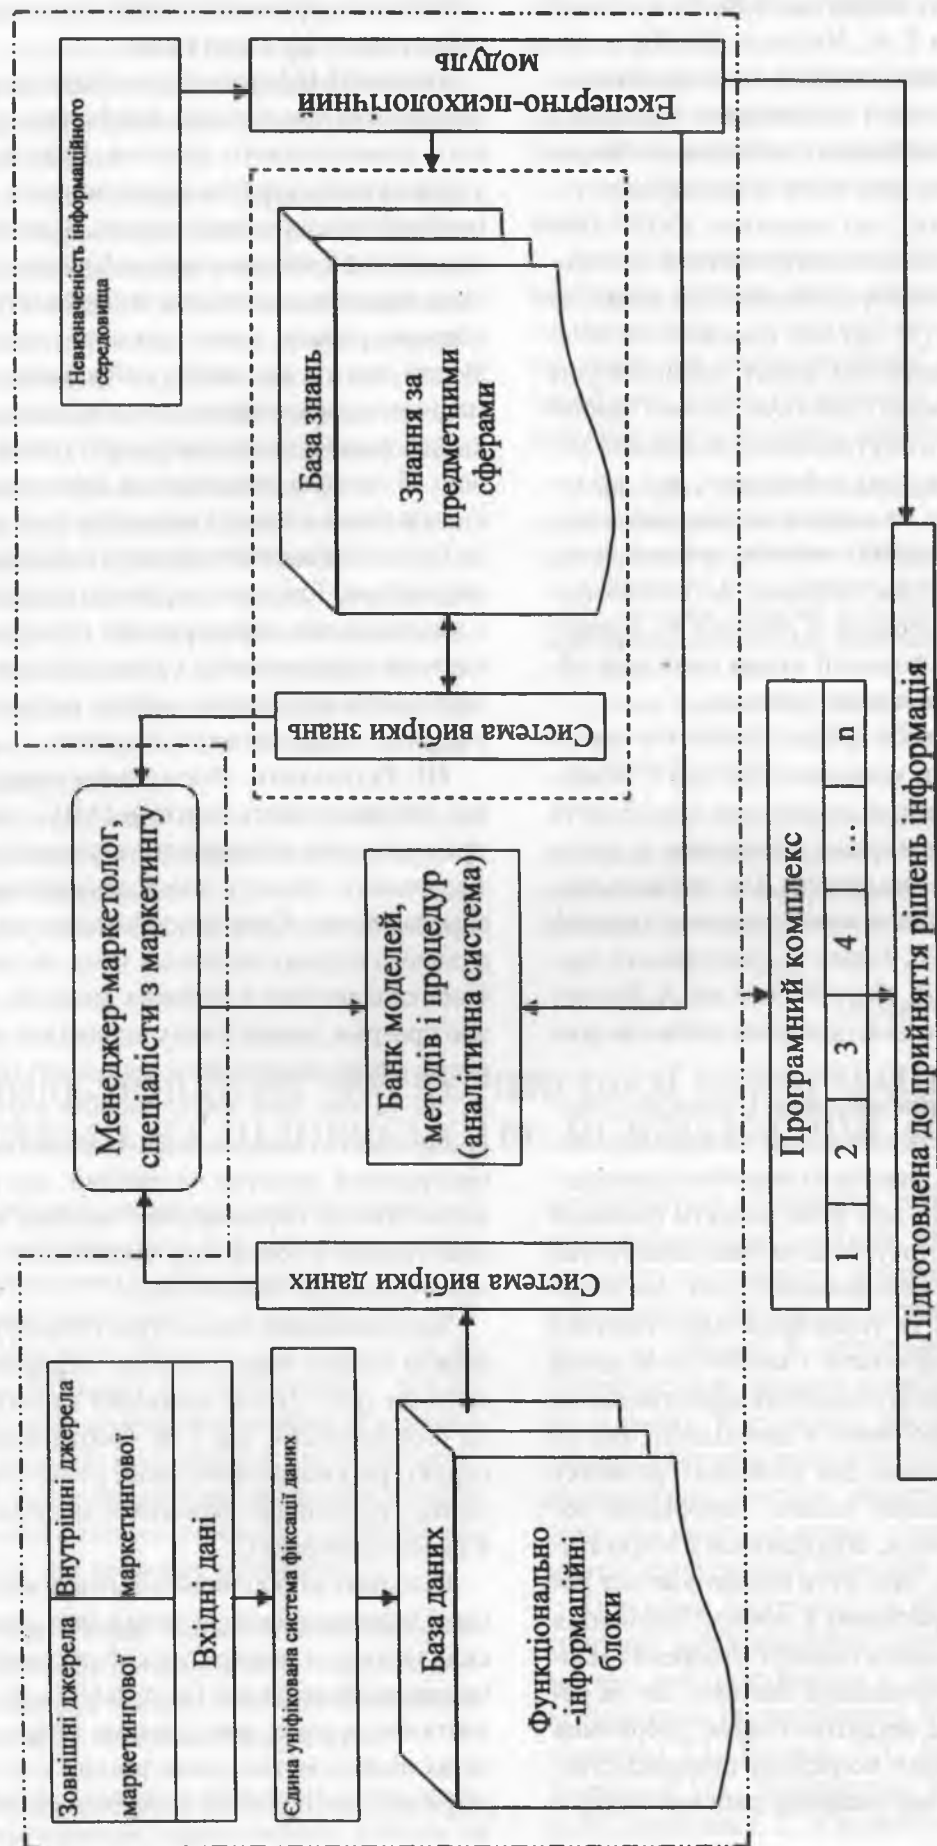 Зовнішні джерела
маркетингової
Внутрішні джерела
маркетингової
Вхідні дані
Єдина уніфікована система фіксації даних
База даних
Функціонально
-інформаційні
блоки
Система вибірки даних
Менеджер-маркетолог,
спеціалісти з маркетингу
Банк моделей,
методів і процедур
(аналітична система)
Система вибірки знань
База знань
Знання за
предметними
сферами
Невизначеність інформаційного
середовища
Експертно-психологічний
модуль
Програмний комплекс
1
2
3
4
...
n
Підготовлена до прийняття рішень інформація